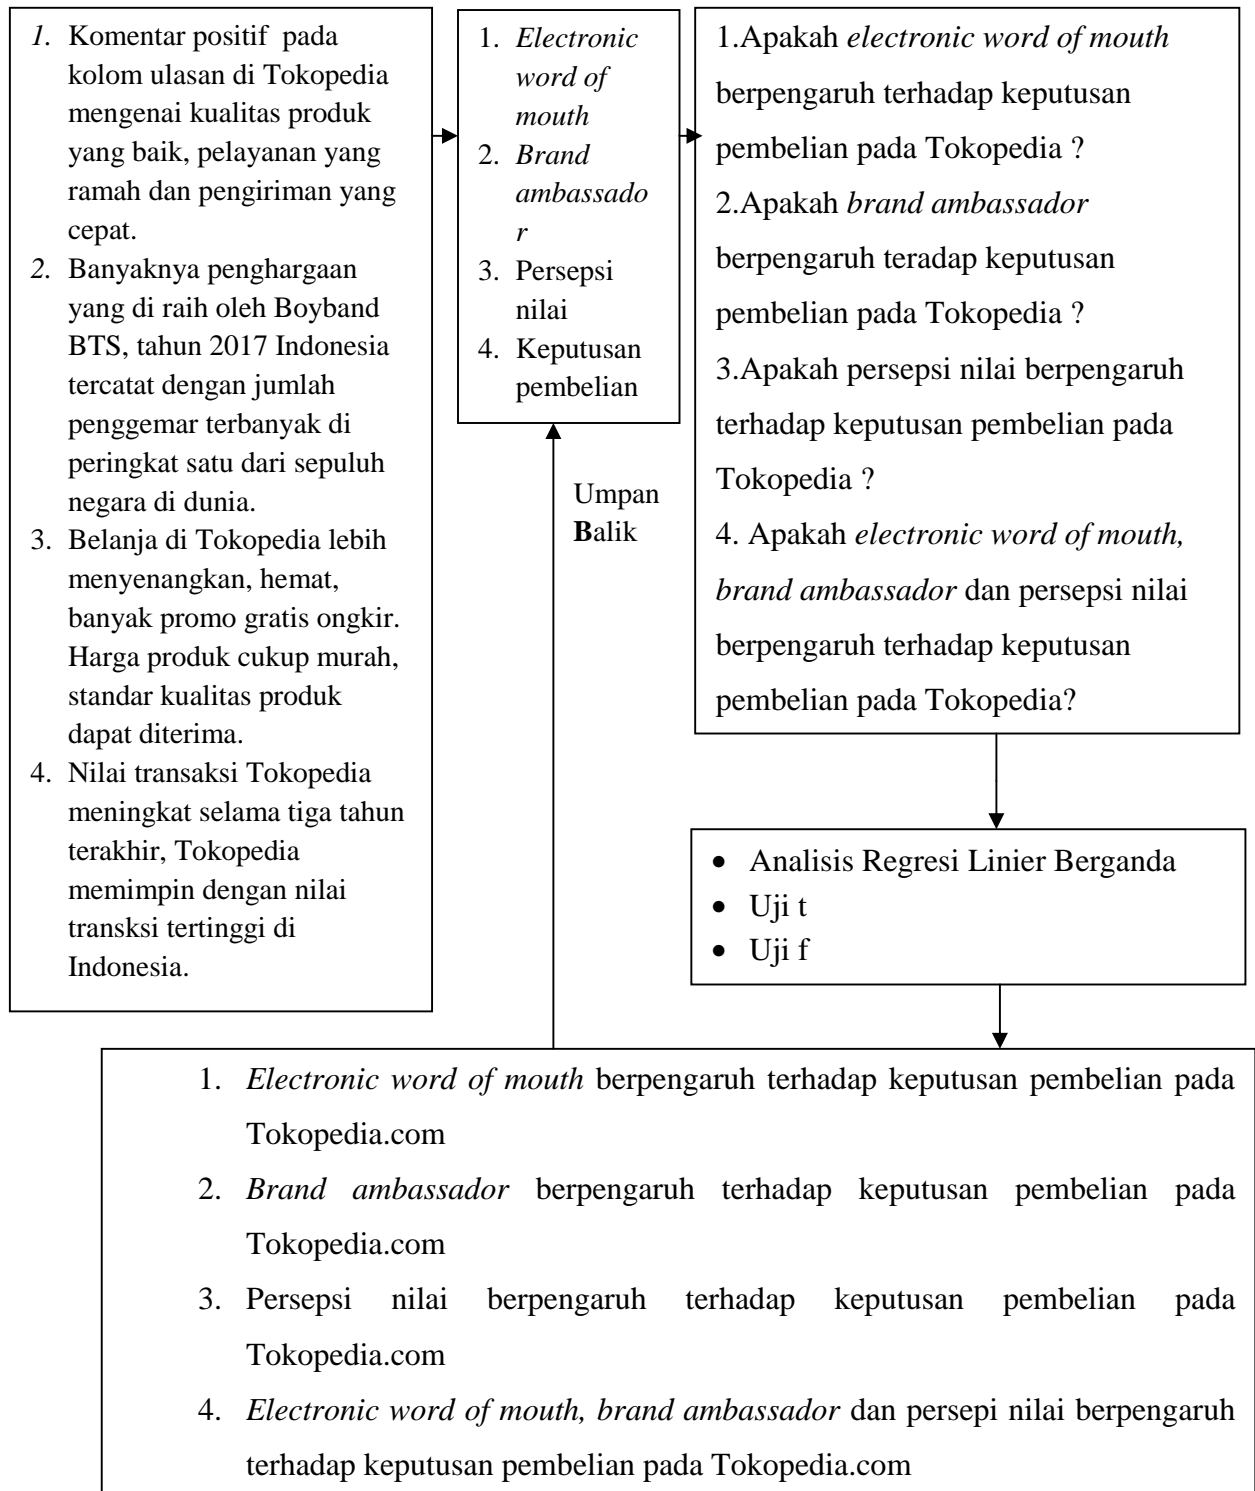 1. Komentar positif pada
kolom ulasan di Tokopedia
mengenai kualitas produk
yang baik, pelayanan yang
ramah dan pengiriman yang
cepat.
2. Banyaknya penghargaan
yang di raih oleh Boyband
BTS, tahun 2017 Indonesia
tercatat dengan jumlah
penggemar terbanyak di
peringkat satu dari sepuluh
negara di dunia.
3. Belanja di Tokopedia lebih
menyenangkan, hemat,
banyak promo gratis ongkir.
Harga produk cukup murah,
standar kualitas produk
dapat diterima.
4. Nilai transaksi Tokopedia
meningkat selama tiga tahun
terakhir, Tokopedia
memimpin dengan nilai
transksi tertinggi di
Indonesia.
1. Electronic
word of
mouth
2. Brand
ambassado
r
3. Persepsi
nilai
4. Keputusan
pembelian
1.Apakah electronic word of mouth
berpengaruh terhadap keputusan
pembelian pada Tokopedia ?
2.Apakah brand ambassador
berpengaruh teradap keputusan
pembelian pada Tokopedia ?
3.Apakah persepsi nilai berpengaruh
terhadap keputusan pembelian pada
Tokopedia ?
4. Apakah electronic word of mouth,
brand ambassador dan persepsi nilai
berpengaruh terhadap keputusan
pembelian pada Tokopedia?
Umpan
Balik
• Analisis Regresi Linier Berganda
• Uji t
• Uji f
1. Electronic word of mouth berpengaruh terhadap keputusan pembelian pada
Tokopedia.com
2. Brand ambassador berpengaruh terhadap keputusan pembelian pada
Tokopedia.com
3. Persepsi nilai berpengaruh terhadap keputusan pembelian pada
Tokopedia.com
4. Electronic word of mouth, brand ambassador dan persepi nilai berpengaruh
terhadap keputusan pembelian pada Tokopedia.com